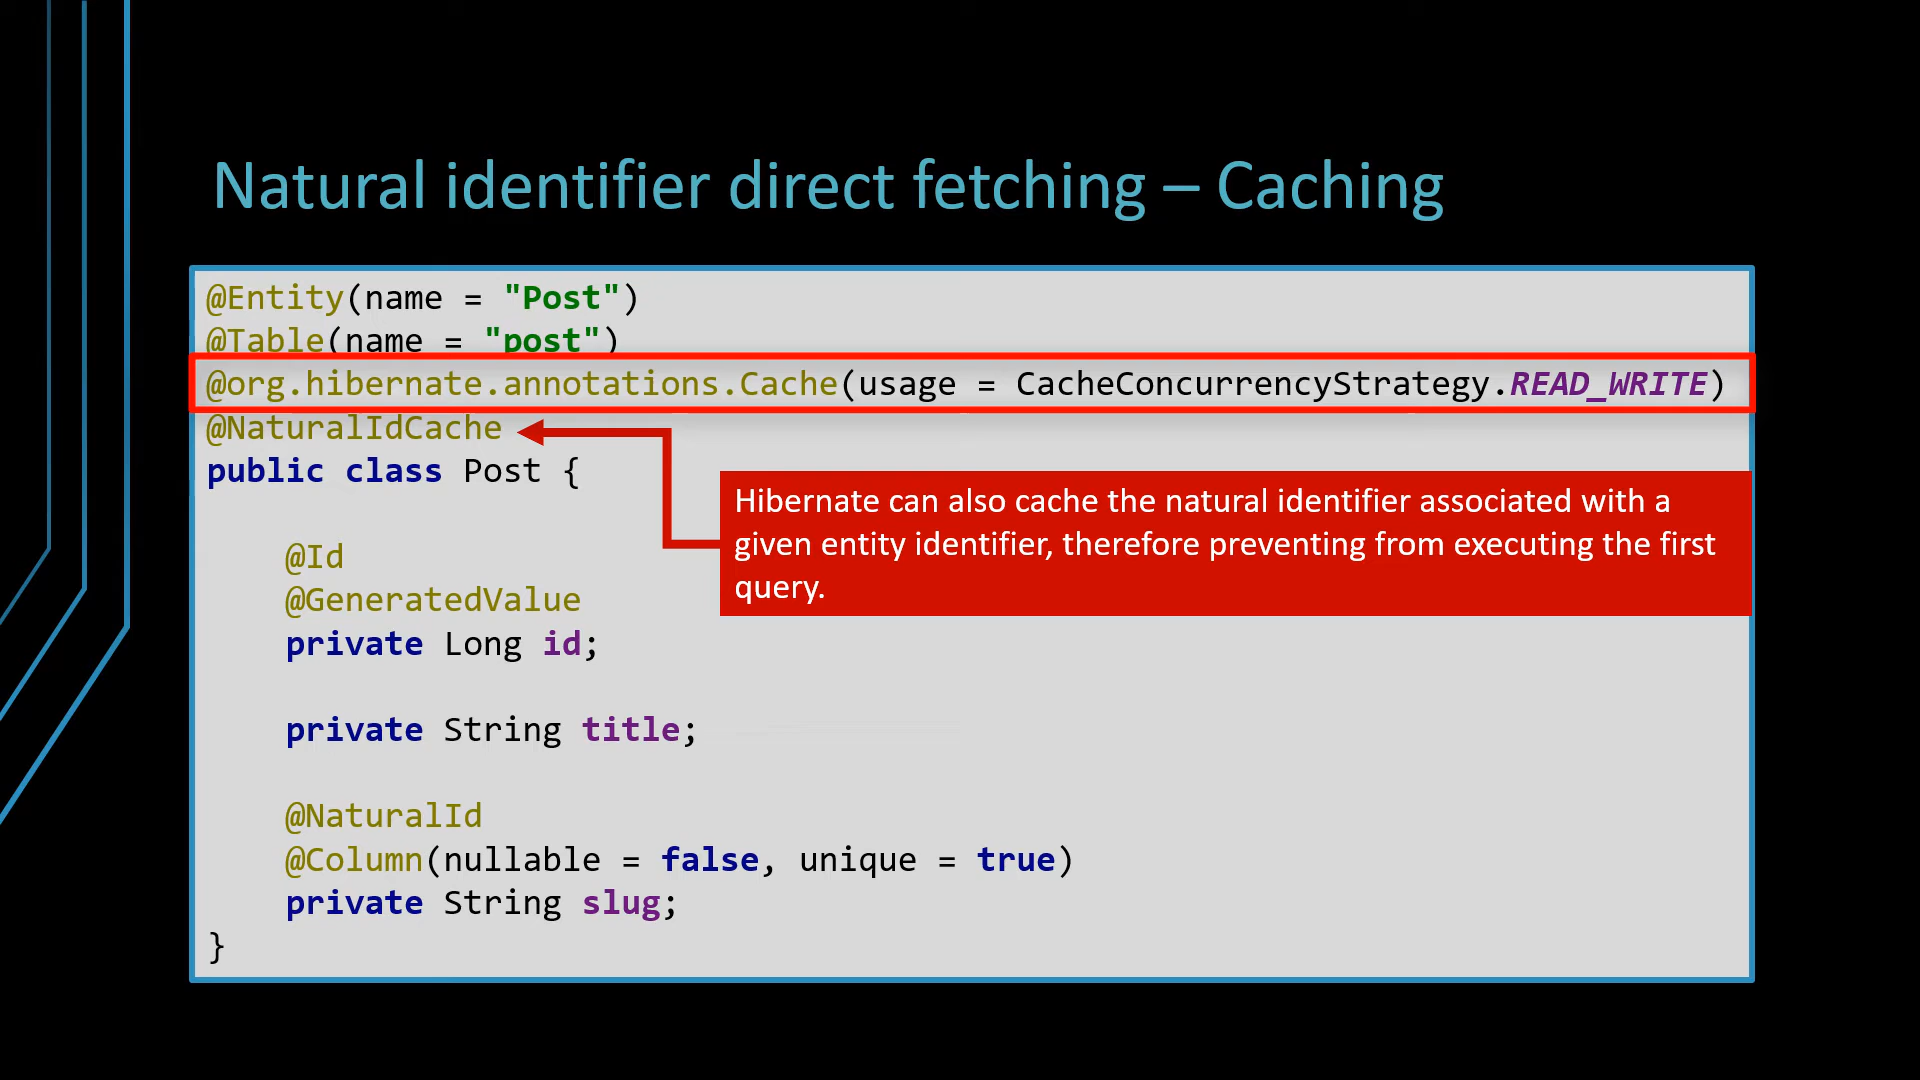 Natural identifier direct fetching – Caching
@Entity(name = "Post")
@Table(name = "post")
@org.hibernate.annotations.Cache(usage = CacheConcurrencyStrategy.READ_WRITE)
@NaturalIdCache
public class Post {
Hibernate can also cache the natural identifier associated with a
given entity identifier, therefore preventing from executing the first
query.
@Id
@GeneratedValue
private Long id;
private String title;
@NaturalId
@Column(nullable = false, unique = true)
private String slug;
}